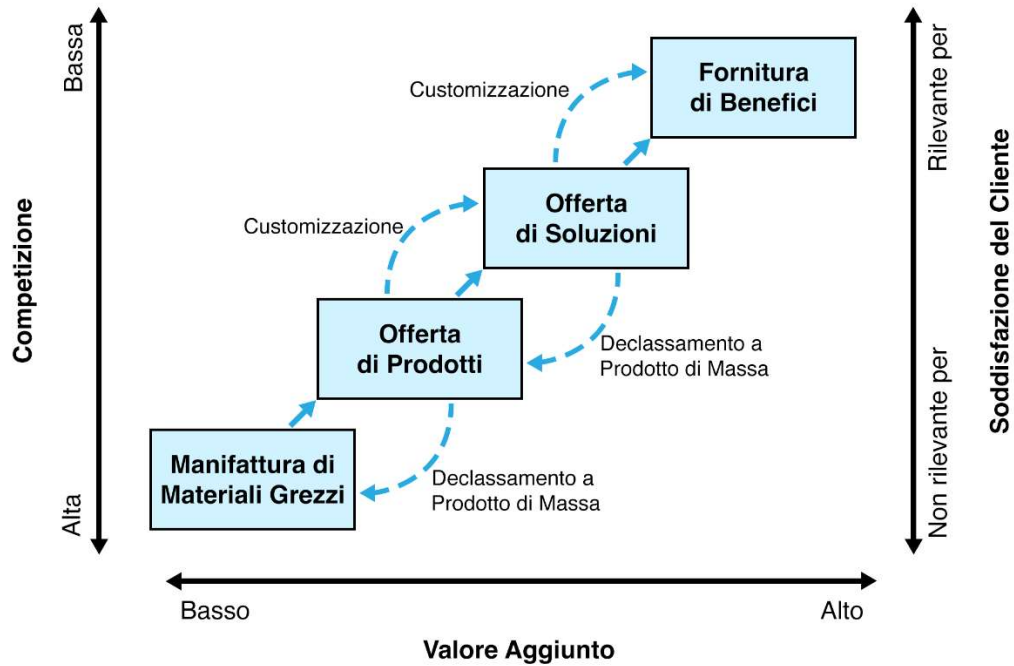 Bassa
Competizione
Alta
Fornitura
di Benefici
Customizzazione
Offerta
di Soluzioni
Customizzazione
Offerta
di Prodotti
Declassamento a
Prodotto di Massa
Manifattura di
Materiali Grezzi
Declassamento a
Prodotto di Massa
Rilevante per
Soddisfazione del Cliente
Non rilevante per
Basso
Alto
Valore Aggiunto